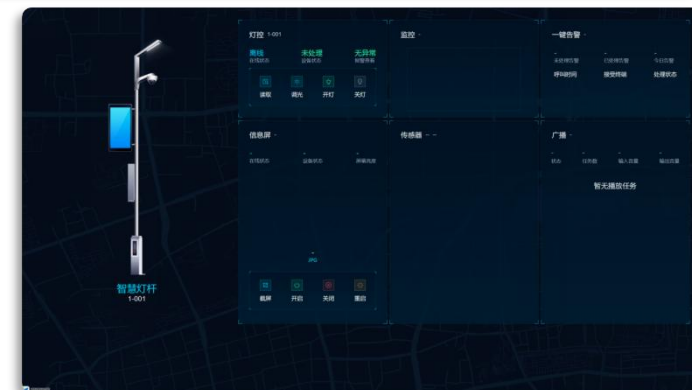 灯控 1-001
离线
在线状态
未处理
设备状态
无异常
报警状态
读取
调光
开灯
关灯
监控 -
一键告警 -
-
未处理告警
-
已处理告警
-
今日告警
呼叫时间
接受终端
处理状态
信息屏 -
-
在线状态
-
设备状态
-
屏幕亮度
-
JPG
截屏
开启
关闭
重启
传感器 - -
广播 -
-
状态
-
任务数
-
输入音量
-
输出音量
暂无播放任务
智慧灯杆
1-001